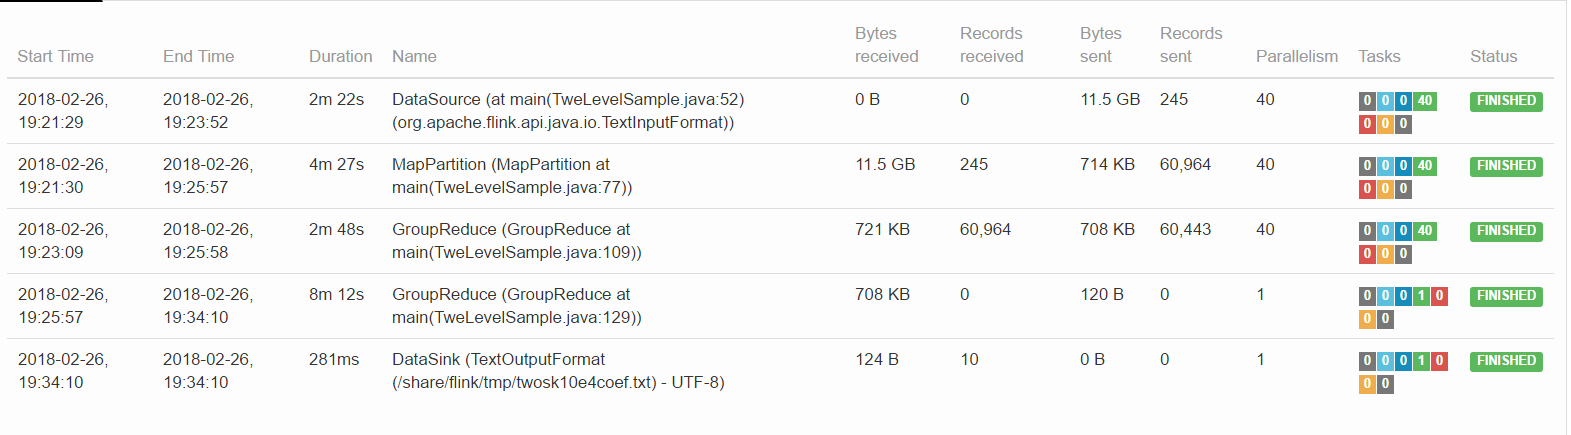 Start Time End Time Duration Name Bytes received Records received Bytes sent Records sent Parallelism Tasks Status
2018-02-26, 2018-02-26, 2m 22s DataSource (at main(TweLevelSample.java:52) 0 B 0 11.5 GB 245 40 0 0 0 40 FINISHED
19:21:29 19:23:52 (org.apache.flink.api.java.io.TextInputFormat)) 0 0 0
2018-02-26, 2018-02-26, 4m 27s MapPartition (MapPartition at 11.5 GB 245 714 KB 60,964 40 0 0 0 40 FINISHED
19:21:30 19:25:57 main(TweLevelSample.java:77)) 0 0 0
2018-02-26, 2018-02-26, 2m 48s GroupReduce (GroupReduce at 721 KB 60,964 708 KB 60,443 40 0 0 0 40 FINISHED
19:23:09 19:25:58 main(TweLevelSample.java:109)) 0 0 0
2018-02-26, 2018-02-26, 8m 12s GroupReduce (GroupReduce at 708 KB 0 120 B 0 1 0 0 0 1 0 FINISHED
19:25:57 19:34:10 main(TweLevelSample.java:129)) 0 0
2018-02-26, 2018-02-26, 281ms DataSink (TextOutputFormat 124 B 10 0 B 0 1 0 0 0 1 0 FINISHED
19:34:10 19:34:10 (/share/flink/tmp/twosk10e4coef.txt) - UTF-8) 0 0